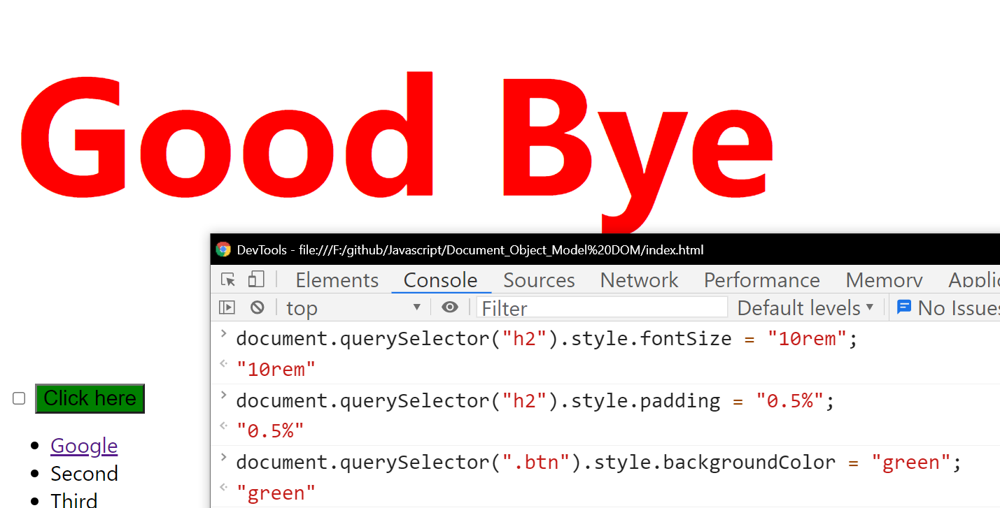 Good Bye
DevTools - file:///F:/github/Javascript/Document_Object_Model%20DOM/index.html
Elements Console Sources Network Performance Memory Applic
top Filter Default levels No Issues
document.querySelector("h2").style.fontSize = "10rem";
"10rem"
document.querySelector("h2").style.padding = "0.5%";
"0.5%"
document.querySelector(".btn").style.backgroundColor = "green";
"green"
Click here
Google
Second
Third